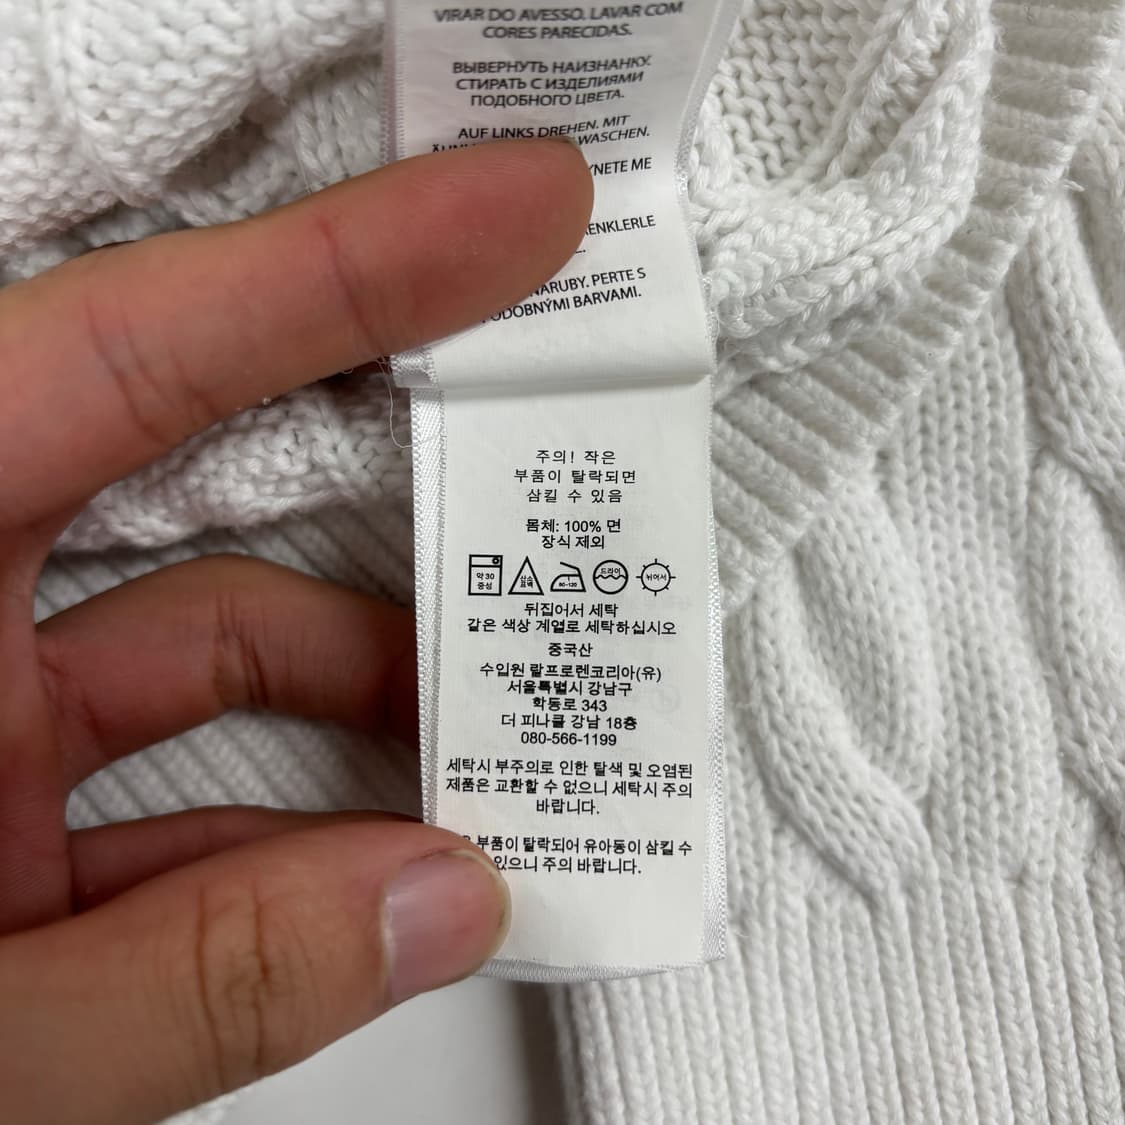 VIRAR DO AVESSO. LAVAR COM
CORES PARECIDAS.
ВЫВЕРНУТЬ НАИЗНАНКУ.
СТИРАТЬ С ИЗДЕЛИЯМИ
ПОДОБНОГО ЦВЕТА.
AUF LINKS DREHEN. MIT
WASCHEN.
ME
NARUBY. PERTE S
PODOBNÝMI BARVAMI.
주의! 작은
부품이 탈락되면
삼킬 수 있음
몸체: 100% 면
장식 제외
약 30
중성
산소
표백
80~120
드라이
뉘어서
뒤집어서 세탁
같은 색상 계열로 세탁하십시오
중국산
수입원 랄프로렌코리아(유)
서울특별시 강남구
학동로 343
더 피나클 강남 18층
080-566-1199
세탁시 부주의로 인한 탈색 및 오염된
제품은 교환할 수 없으니 세탁시 주의
바랍니다.
부품이 탈락되어 유아동이 삼킬 수
있으니 주의 바랍니다.